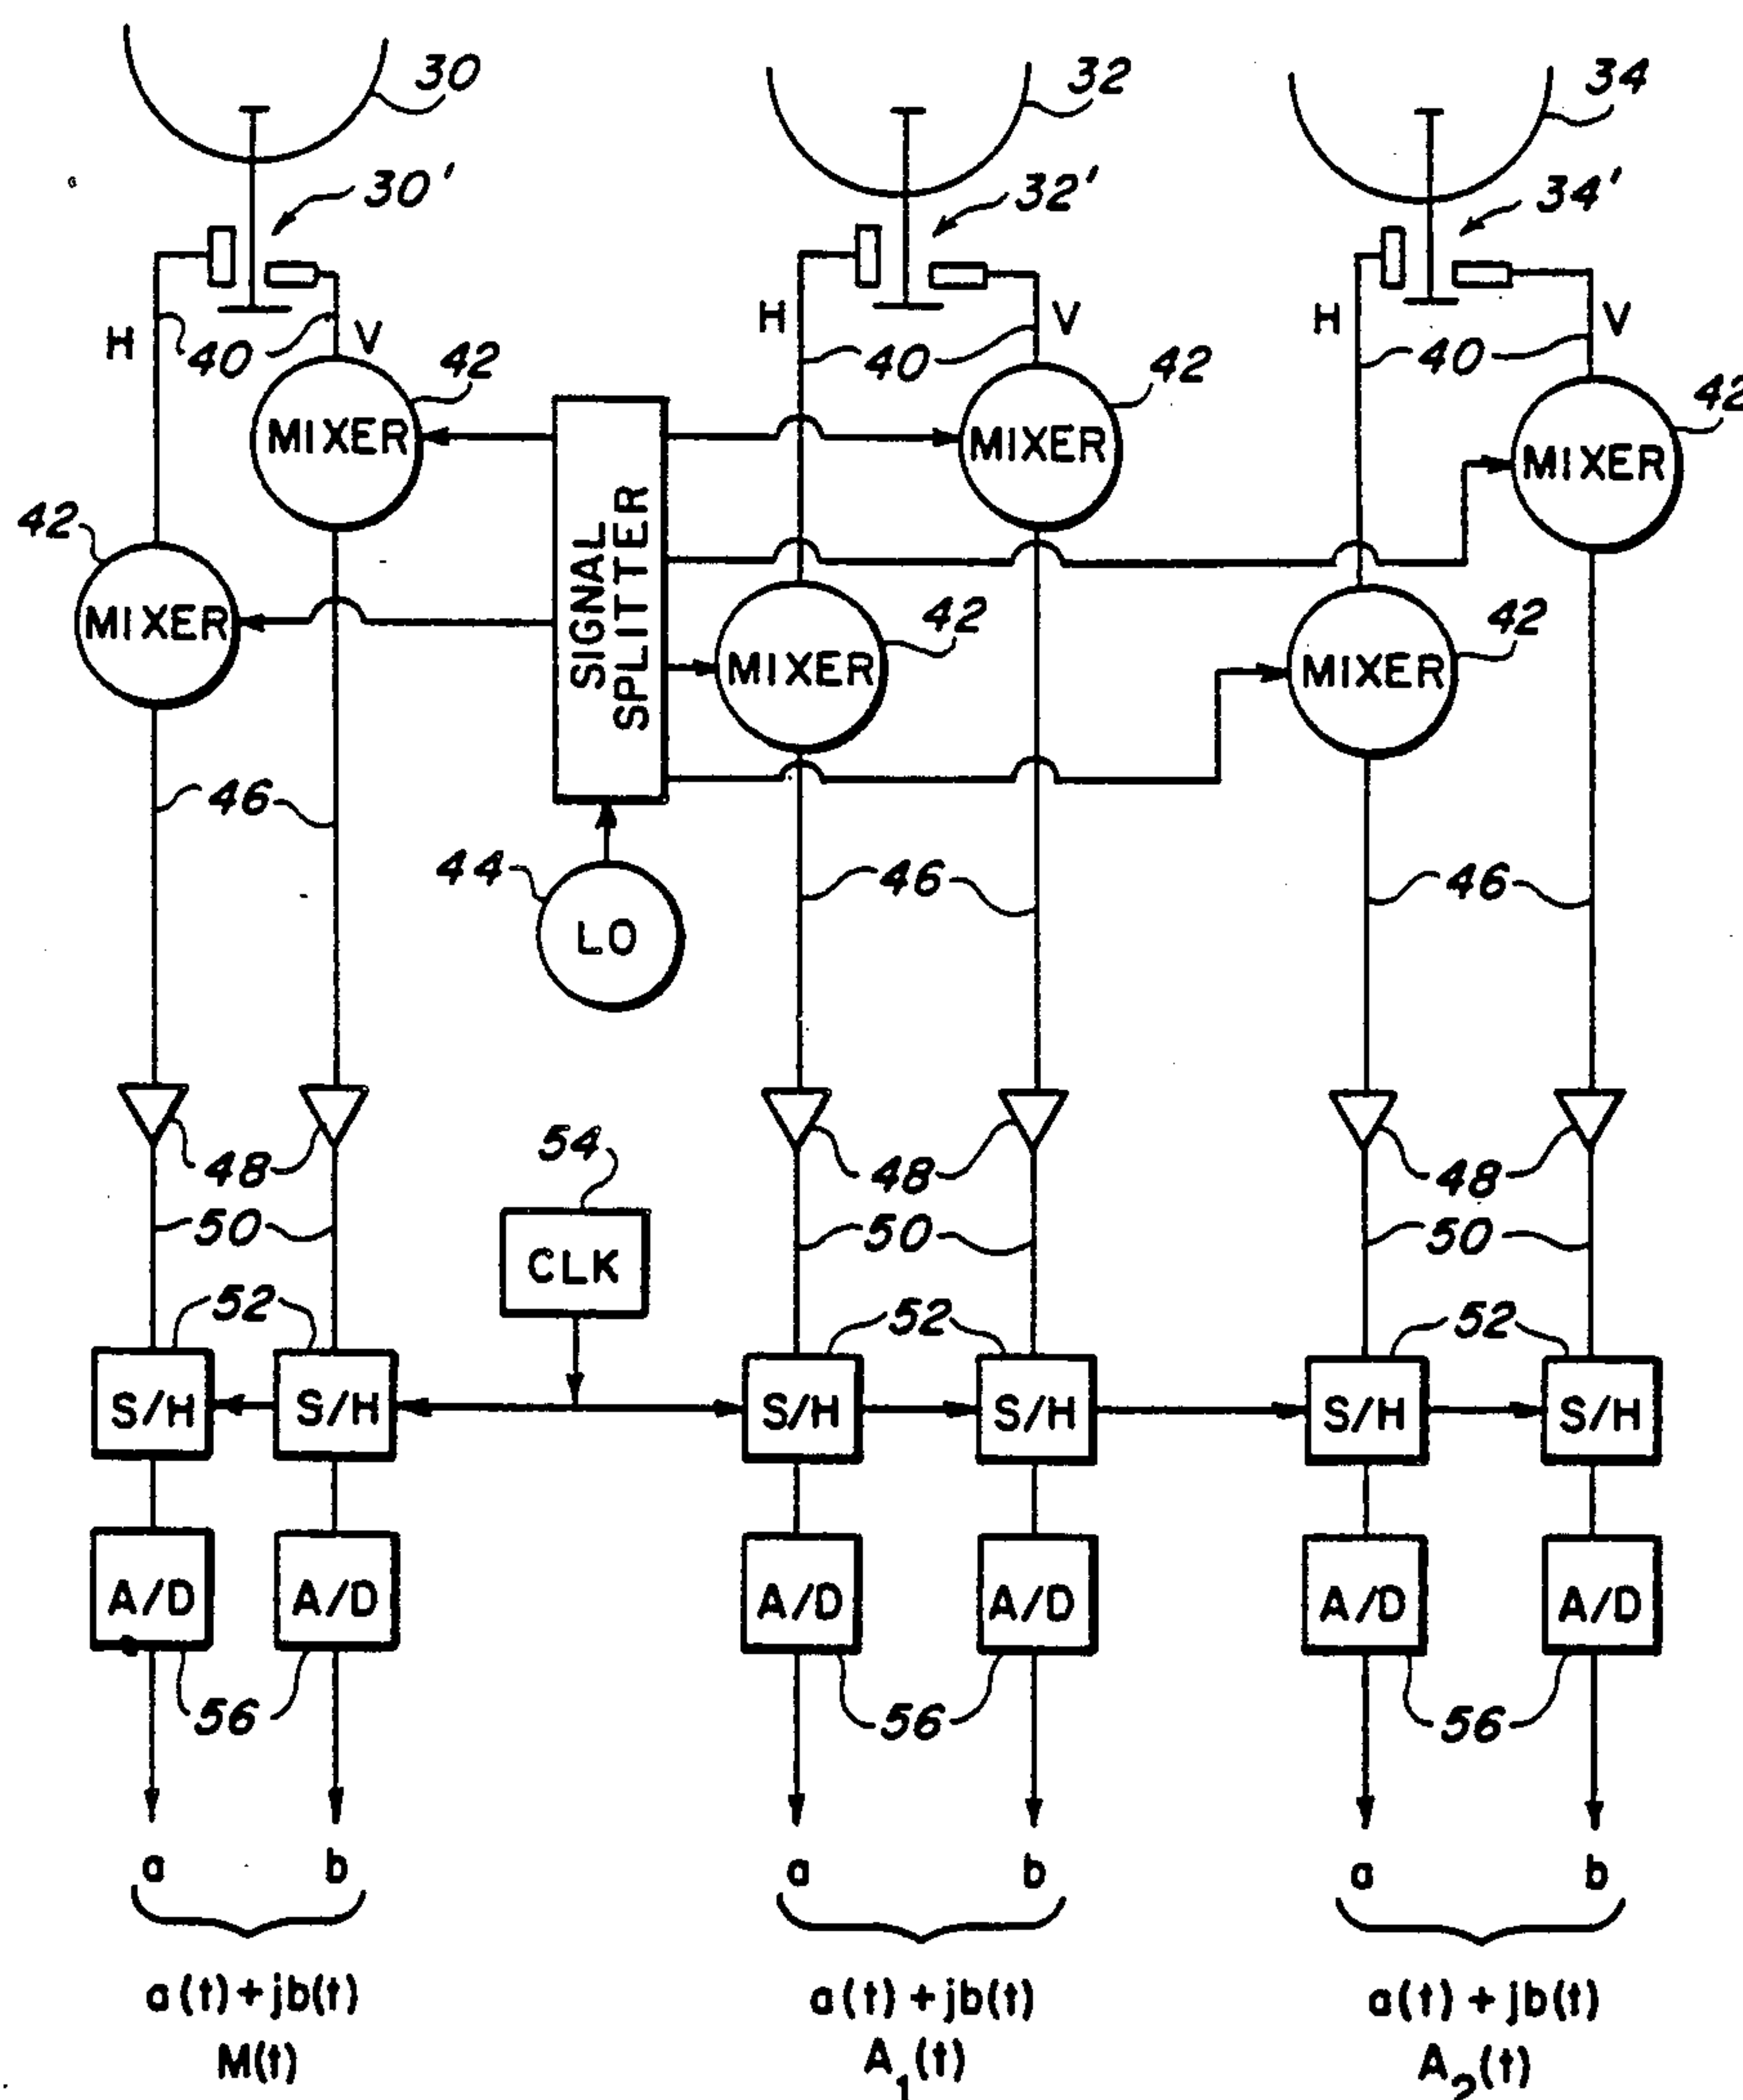 30
32
34
30'
32'
34'
H
40
V
H
40
V
H
40
V
42
42
42
MIXER
MIXER
MIXER
42
SIGNAL
SPLITTER
42
42
MIXER
MIXER
MIXER
46
46
46
44
LO
48
54
48
48
50
CLK
50
50
52
52
52
S/H
S/H
S/H
S/H
S/H
S/H
A/D
A/D
A/D
A/D
A/D
A/D
56
56
56
a
b
a
b
a
b
a(t)+jb(t)
a(t)+jb(t)
a(t)+jb(t)
M(t)
A1(t)
A2(t)